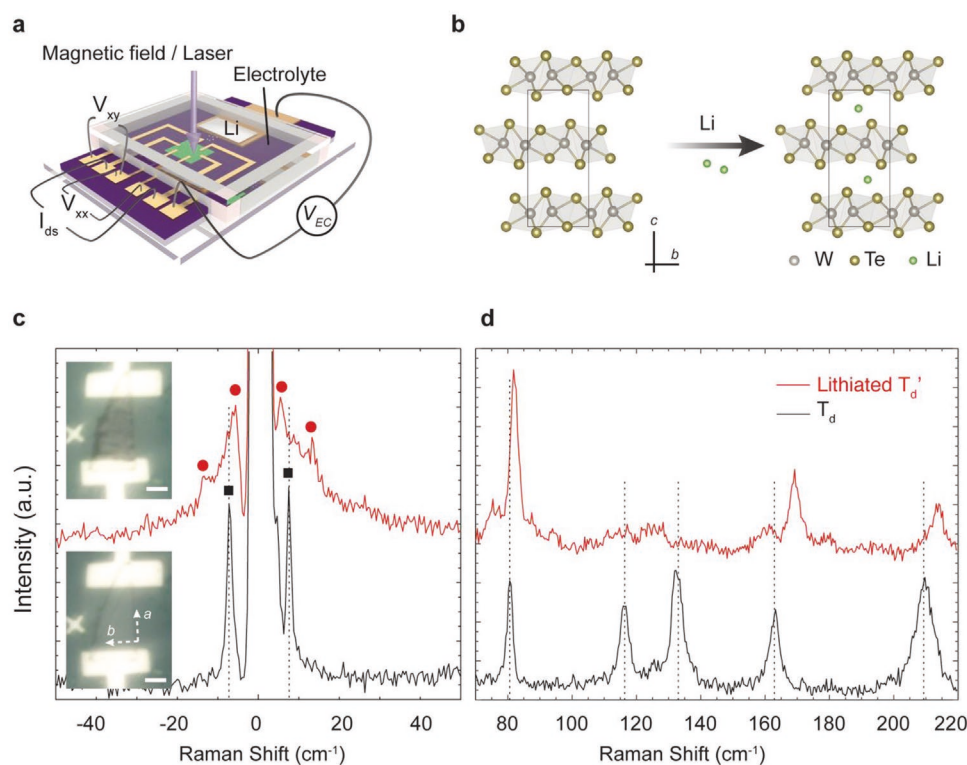 a
Magnetic field / Laser
Electrolyte
Li
Vxy
Vxx
Ids
VEC
b
Li
c
b
W Te Li
c
Intensity (a.u.)
a
b
-40 -20 0 20 40
Raman Shift (cm⁻¹)
d
Lithiated Td'
Td
80 100 120 140 163 180 200 220
Raman Shift (cm⁻¹)